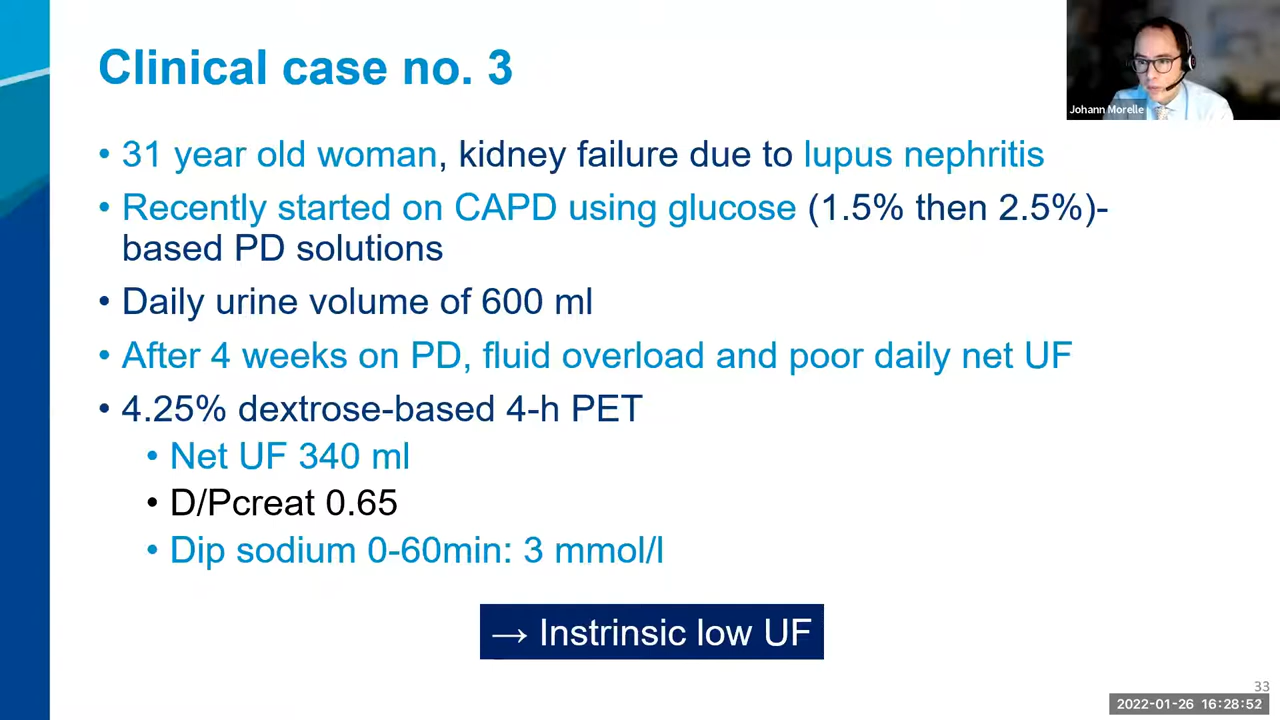 Clinical case no. 3
Johann Morelle
• 31 year old woman, kidney failure due to lupus nephritis
• Recently started on CAPD using glucose (1.5% then 2.5%)-
based PD solutions
• Daily urine volume of 600 ml
• After 4 weeks on PD, fluid overload and poor daily net UF
• 4.25% dextrose-based 4-h PET
• Net UF 340 ml
• D/Pcreat 0.65
• Dip sodium 0-60min: 3 mmol/l
→ Instrinsic low UF
33
2022-01-26 16:28:52